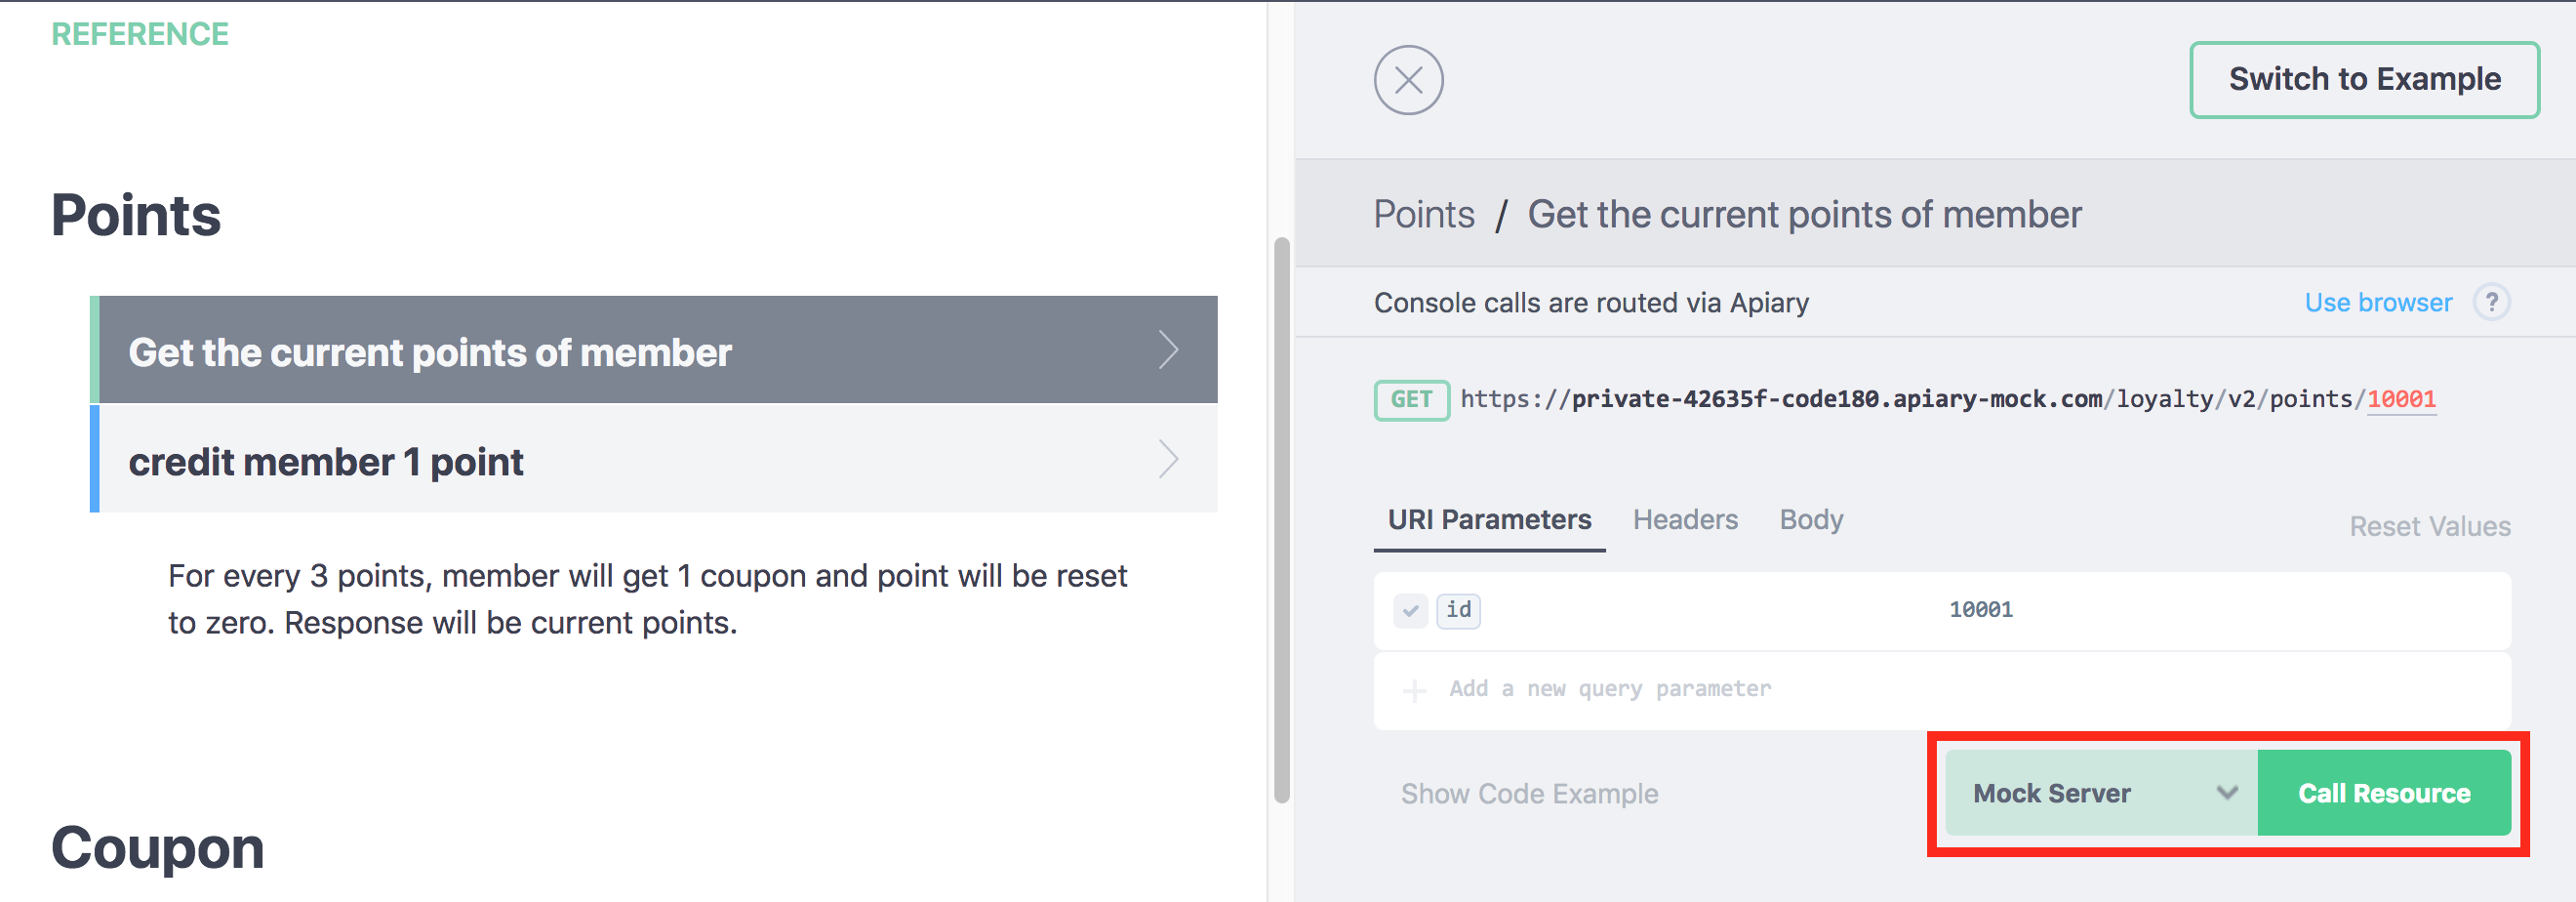 REFERENCE
Points
Get the current points of member
credit member 1 point
For every 3 points, member will get 1 coupon and point will be reset
to zero. Response will be current points.
Coupon
Switch to Example
Points / Get the current points of member
Console calls are routed via Apiary
Use browser ?
GET https://private-42635f-code180.apiary-mock.com/loyalty/v2/points/10001
URI Parameters Headers Body
Reset Values
id 10001
+ Add a new query parameter
Show Code Example
Mock Server
Call Resource